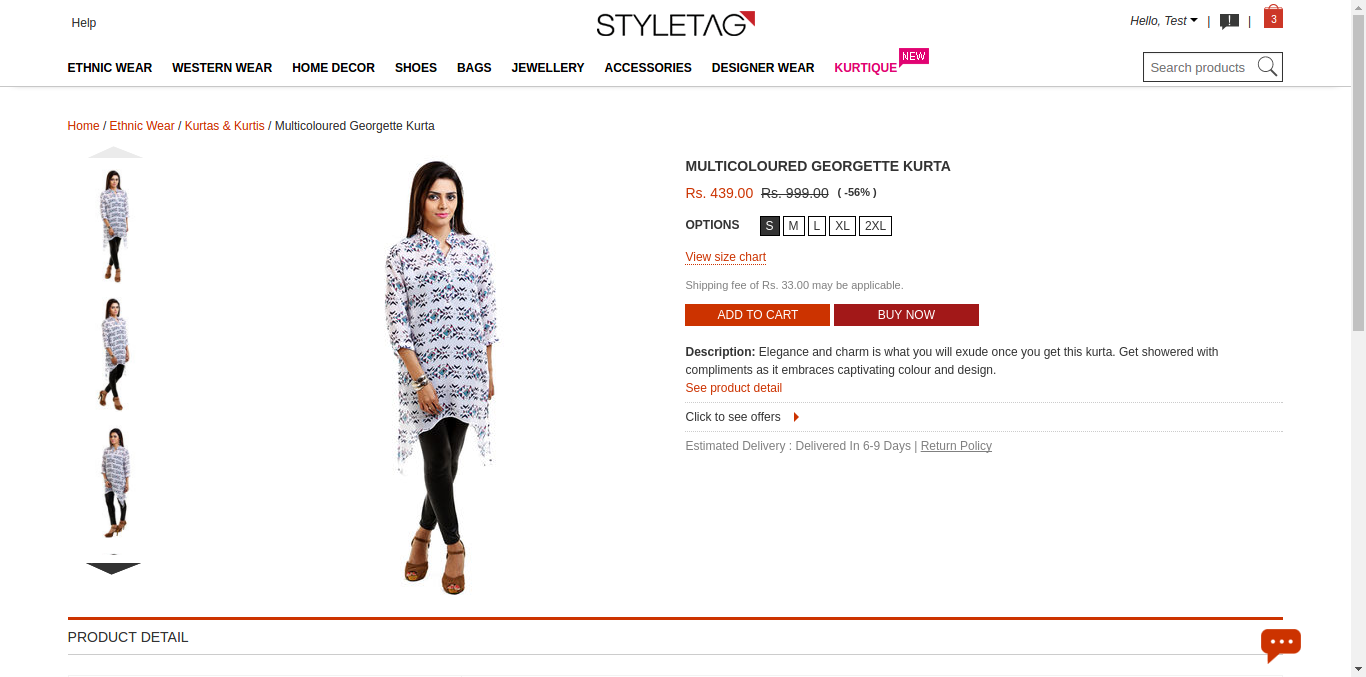 Help
STYLETAG
Hello, Test | ! | 3
ETHNIC WEAR WESTERN WEAR HOME DECOR SHOES BAGS JEWELLERY ACCESSORIES DESIGNER WEAR KURTIQUE NEW
Search products
Home / Ethnic Wear / Kurtas & Kurtis / Multicoloured Georgette Kurta
MULTICOLOURED GEORGETTE KURTA
Rs. 439.00 Rs. 999.00 ( -56% )
OPTIONS S M L XL 2XL
View size chart
Shipping fee of Rs. 33.00 may be applicable.
ADD TO CART BUY NOW
Description: Elegance and charm is what you will exude once you get this kurta. Get showered with
compliments as it embraces captivating colour and design.
See product detail
Click to see offers
Estimated Delivery : Delivered In 6-9 Days | Return Policy
PRODUCT DETAIL